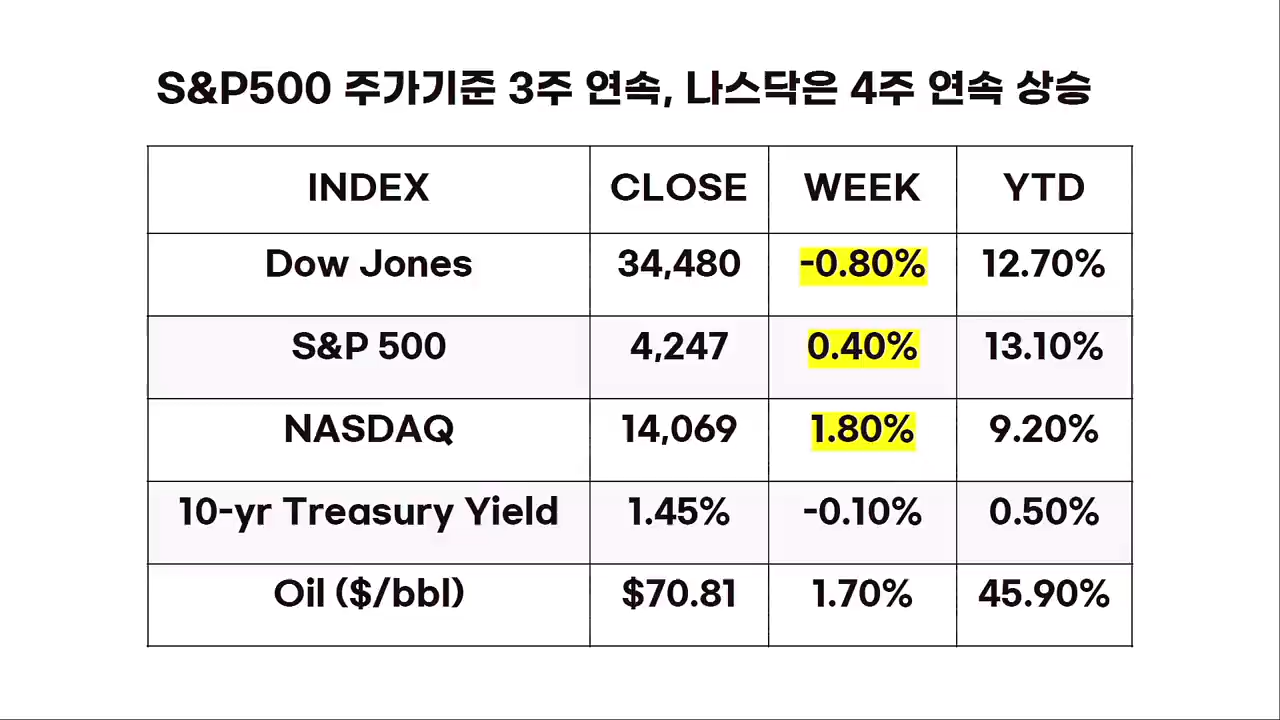 S&P500 주가기준 3주 연속, 나스닥은 4주 연속 상승
INDEX CLOSE WEEK YTD
Dow Jones 34,480 -0.80% 12.70%
S&P 500 4,247 0.40% 13.10%
NASDAQ 14,069 1.80% 9.20%
10-yr Treasury Yield 1.45% -0.10% 0.50%
Oil ($/bbl) $70.81 1.70% 45.90%